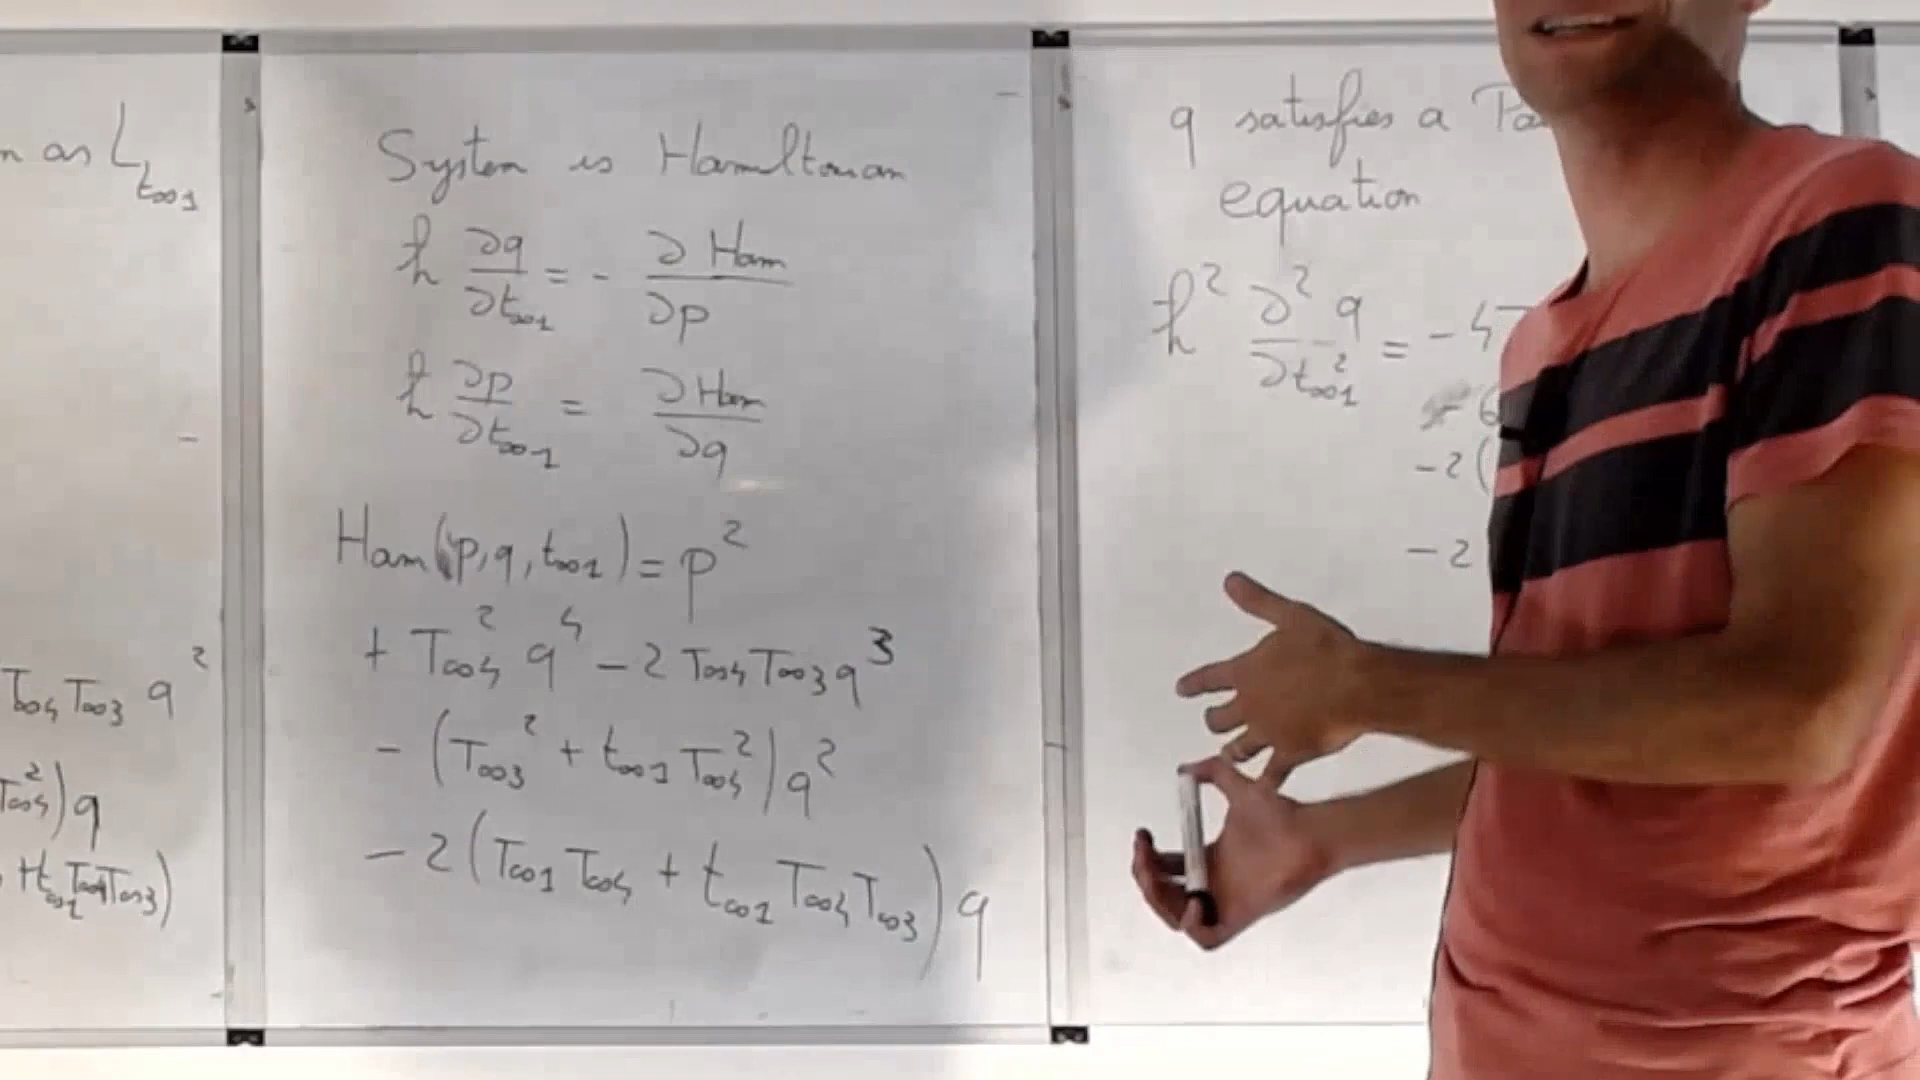 n as L_{t∞1}
T∞4 T∞3 q²
T∞4²) q
+ t∞1 T∞4 T∞3)
System is Hamiltonian
ħ ∂q/∂t∞1 = - ∂Ham/∂p
ħ ∂p/∂t∞1 = ∂Ham/∂q
Ham(p,q,t∞1) = p²
+ T∞4² q⁴ - 2 T∞4 T∞3 q³
- (T∞3² + t∞1 T∞4²) q²
- 2 (T∞1 T∞4 + t∞1 T∞4 T∞3) q
q satisfies a Pa
equation
ħ² ∂²q/∂t∞1² = - 4
- 6
- 2 (
- 2